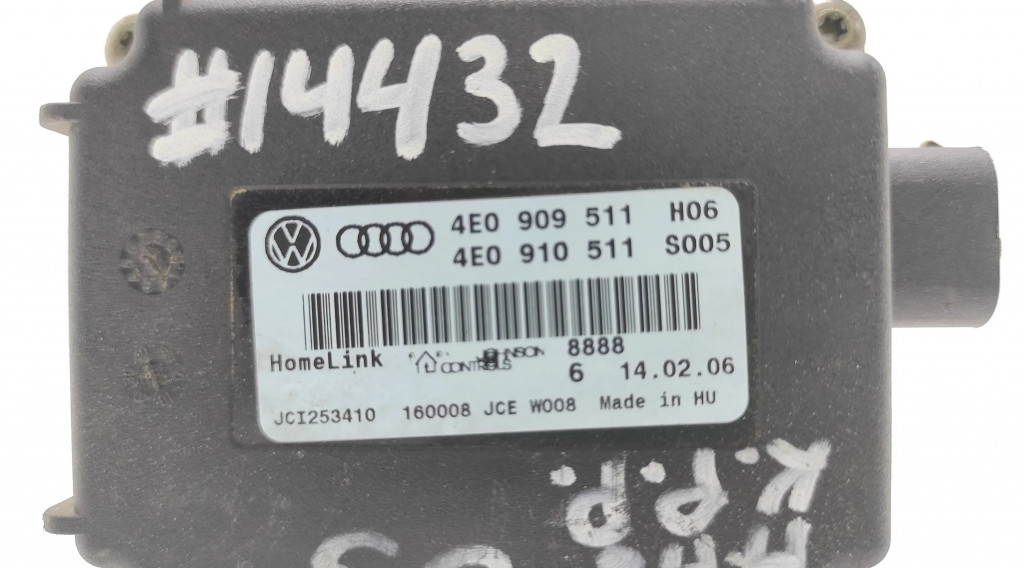 #14432
4E0 909 511 H06
4E0 910 511 S005
HomeLink JOHNSON CONTROLS 8888
6 14.02.06
JCI253410 160008 JCE W008 Made in HU
K.P.P.